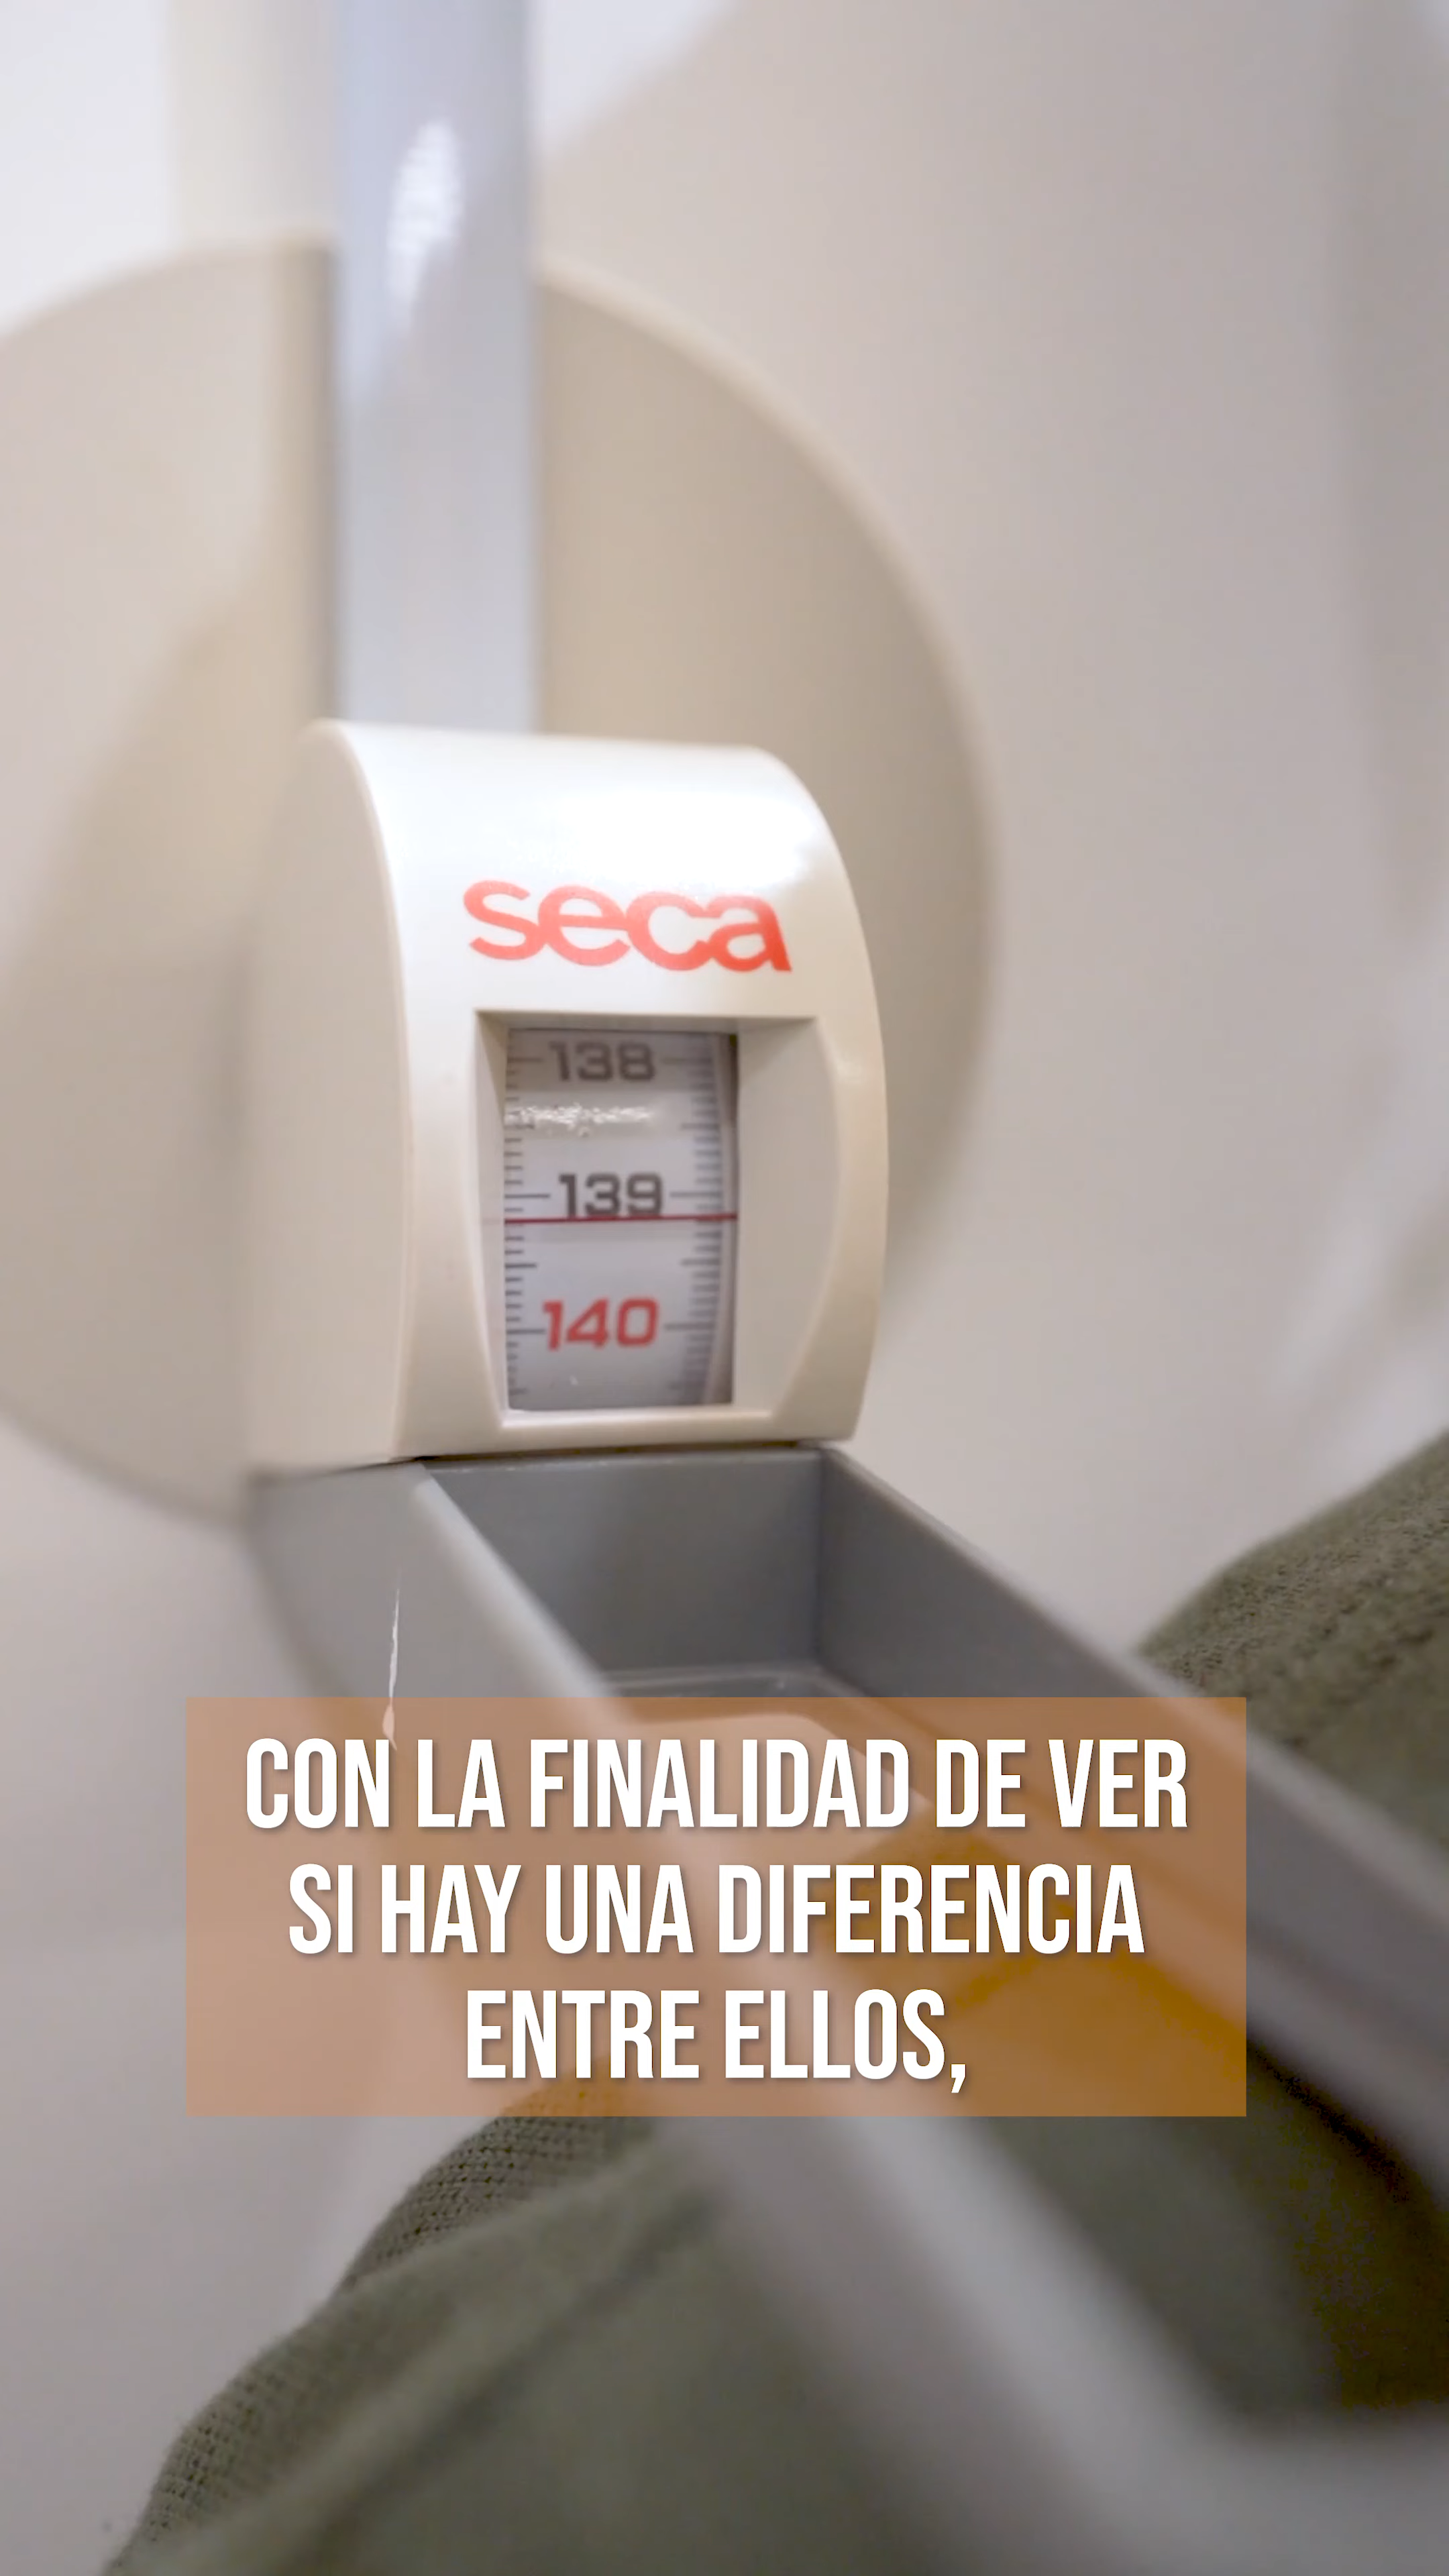 seca
138
139
140
CON LA FINALIDAD DE VER
SI HAY UNA DIFERENCIA
ENTRE ELLOS,